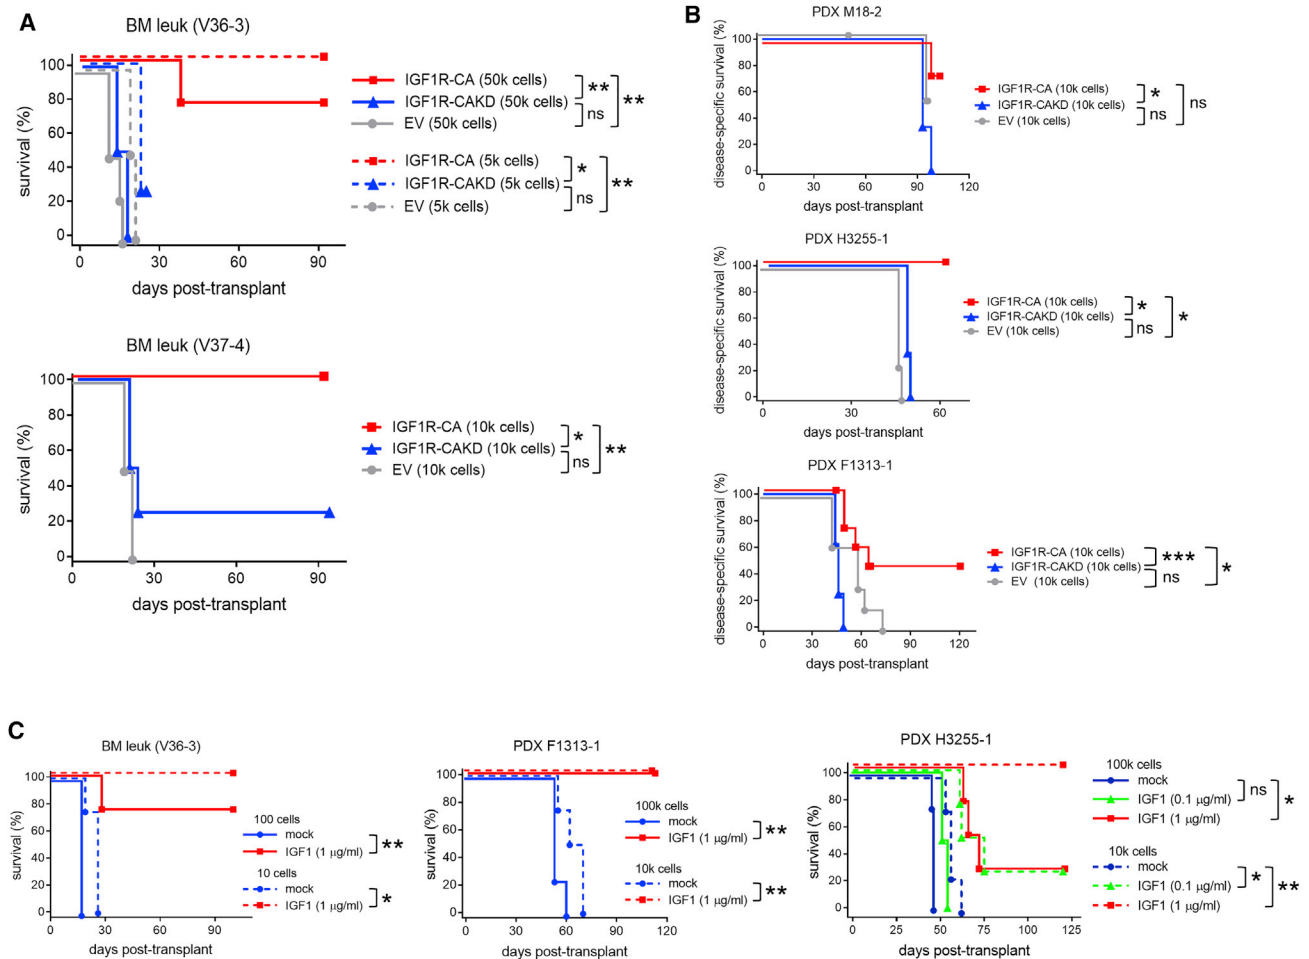 A
BM leuk (V36-3)
survival (%)
100
80
60
40
20
0
0 30 60 90
days post-transplant
IGF1R-CA (50k cells)
IGF1R-CAKD (50k cells)
EV (50k cells)
** ns **
IGF1R-CA (5k cells)
IGF1R-CAKD (5k cells)
EV (5k cells)
* ns **
BM leuk (V37-4)
survival (%)
100
80
60
40
20
0
0 30 60 90
days post-transplant
IGF1R-CA (10k cells)
IGF1R-CAKD (10k cells)
EV (10k cells)
* ns **
B
PDX M18-2
disease-specific survival (%)
100
80
60
40
20
0
0 30 60 90 120
days post-transplant
IGF1R-CA (10k cells)
IGF1R-CAKD (10k cells)
EV (10k cells)
* ns ns
PDX H3255-1
disease-specific survival (%)
100
80
60
40
20
0
0 30 60
days post-transplant
IGF1R-CA (10k cells)
IGF1R-CAKD (10k cells)
EV (10k cells)
* ns *
PDX F1313-1
disease-specific survival (%)
100
80
60
40
20
0
0 30 60 90 120
days post-transplant
IGF1R-CA (10k cells)
IGF1R-CAKD (10k cells)
EV (10k cells)
*** ns *
C
BM leuk (V36-3)
survival (%)
100
80
60
40
20
0
0 30 60 90
days post-transplant
100 cells
mock
IGF1 (1 μg/ml)
**
10 cells
mock
IGF1 (1 μg/ml)
*
PDX F1313-1
survival (%)
100
80
60
40
20
0
0 30 60 90 120
days post-transplant
100k cells
mock
IGF1 (1 μg/ml)
**
10k cells
mock
IGF1 (1 μg/ml)
**
PDX H3255-1
survival (%)
100
80
60
40
20
0
0 25 50 75 100 125
days post-transplant
100k cells
mock
IGF1 (0.1 μg/ml)
IGF1 (1 μg/ml)
ns *
10k cells
mock
IGF1 (0.1 μg/ml)
IGF1 (1 μg/ml)
* **